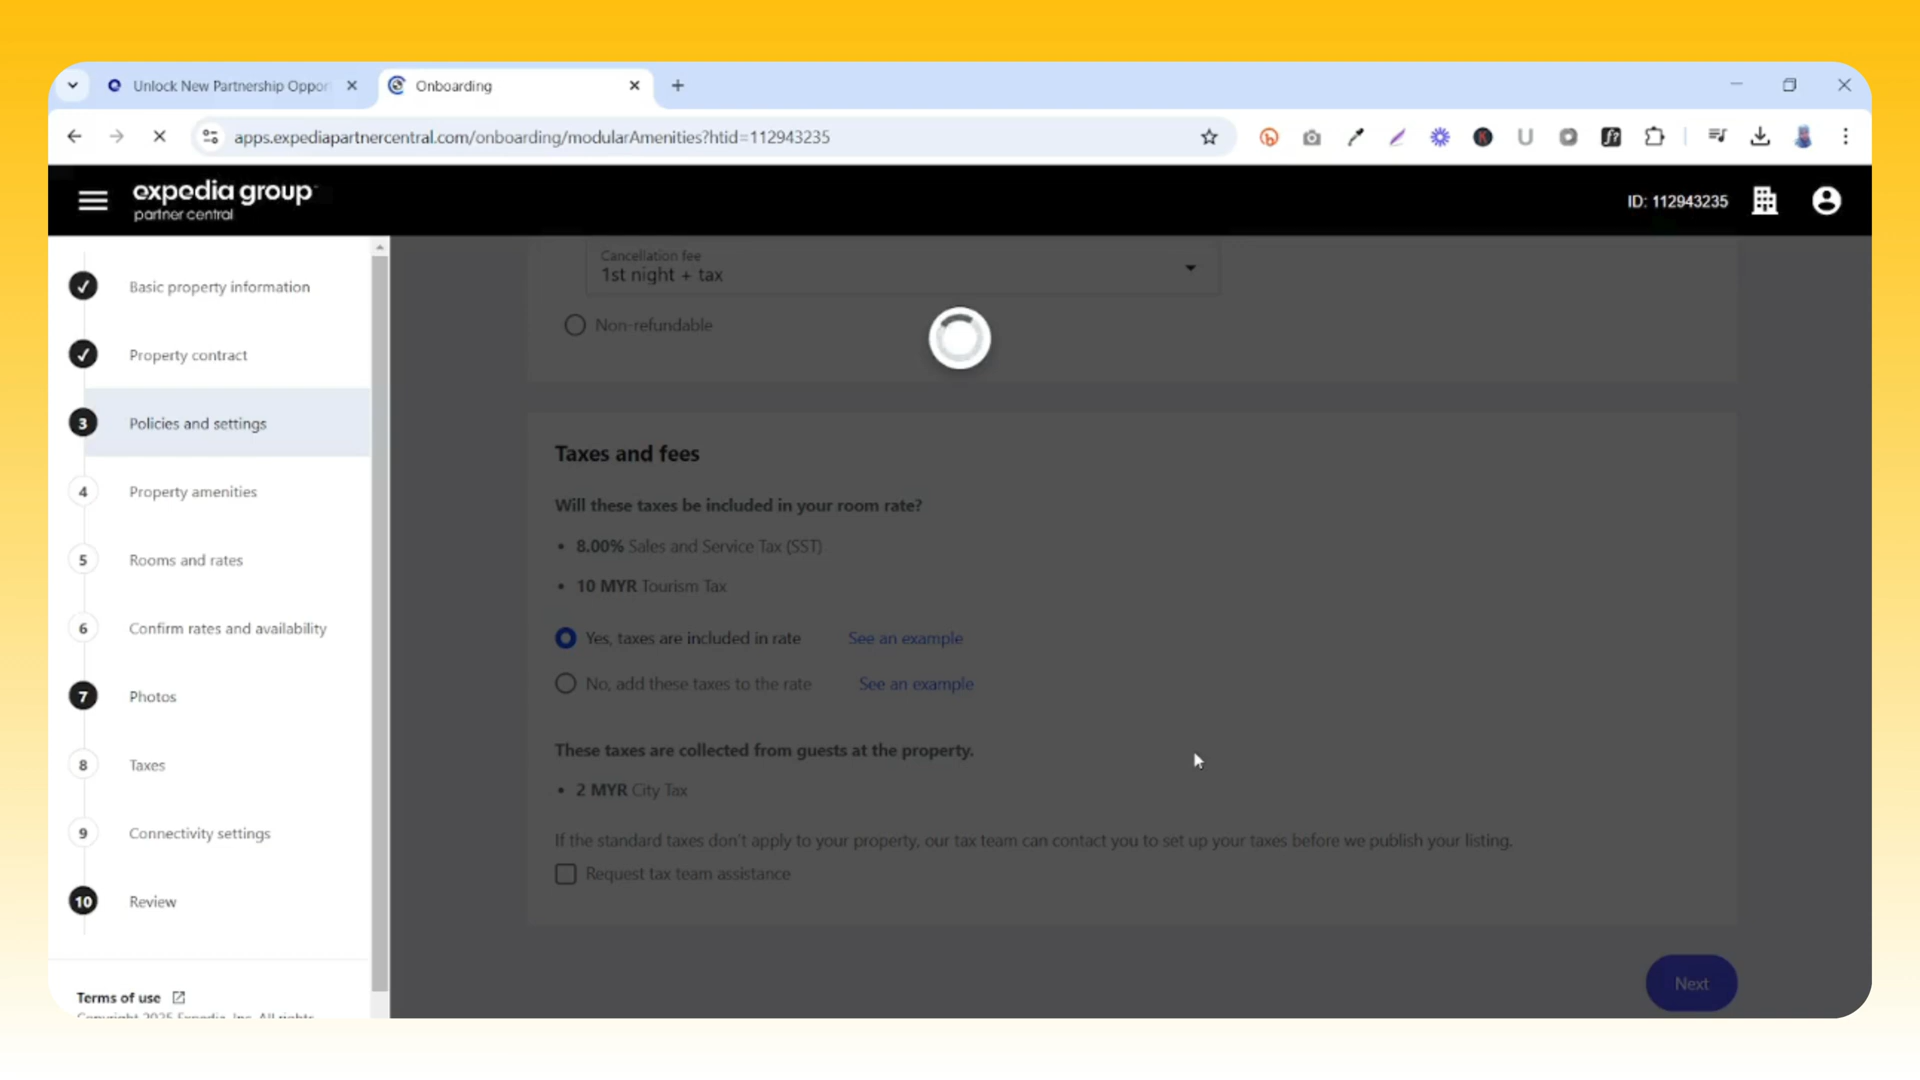 Unlock New Partnership Oppor
Onboarding
apps.expediapartnercentral.com/onboarding/modularAmenities?htid=112943235
expedia group
partner central
ID: 112943235
Basic property information
Property contract
3 Policies and settings
4 Property amenities
5 Rooms and rates
6 Confirm rates and availability
7 Photos
8 Taxes
9 Connectivity settings
10 Review
Terms of use
Copyright 2025 Expedia, Inc. All rights
Cancellation fee
1st night + tax
Non-refundable
Taxes and fees
Will these taxes be included in your room rate?
• 8.00% Sales and Service Tax (SST)
• 10 MYR Tourism Tax
Yes, taxes are included in rate See an example
No, add these taxes to the rate See an example
These taxes are collected from guests at the property.
• 2 MYR City Tax
If the standard taxes don't apply to your property, our tax team can contact you to set up your taxes before we publish your listing.
Request tax team assistance
Next